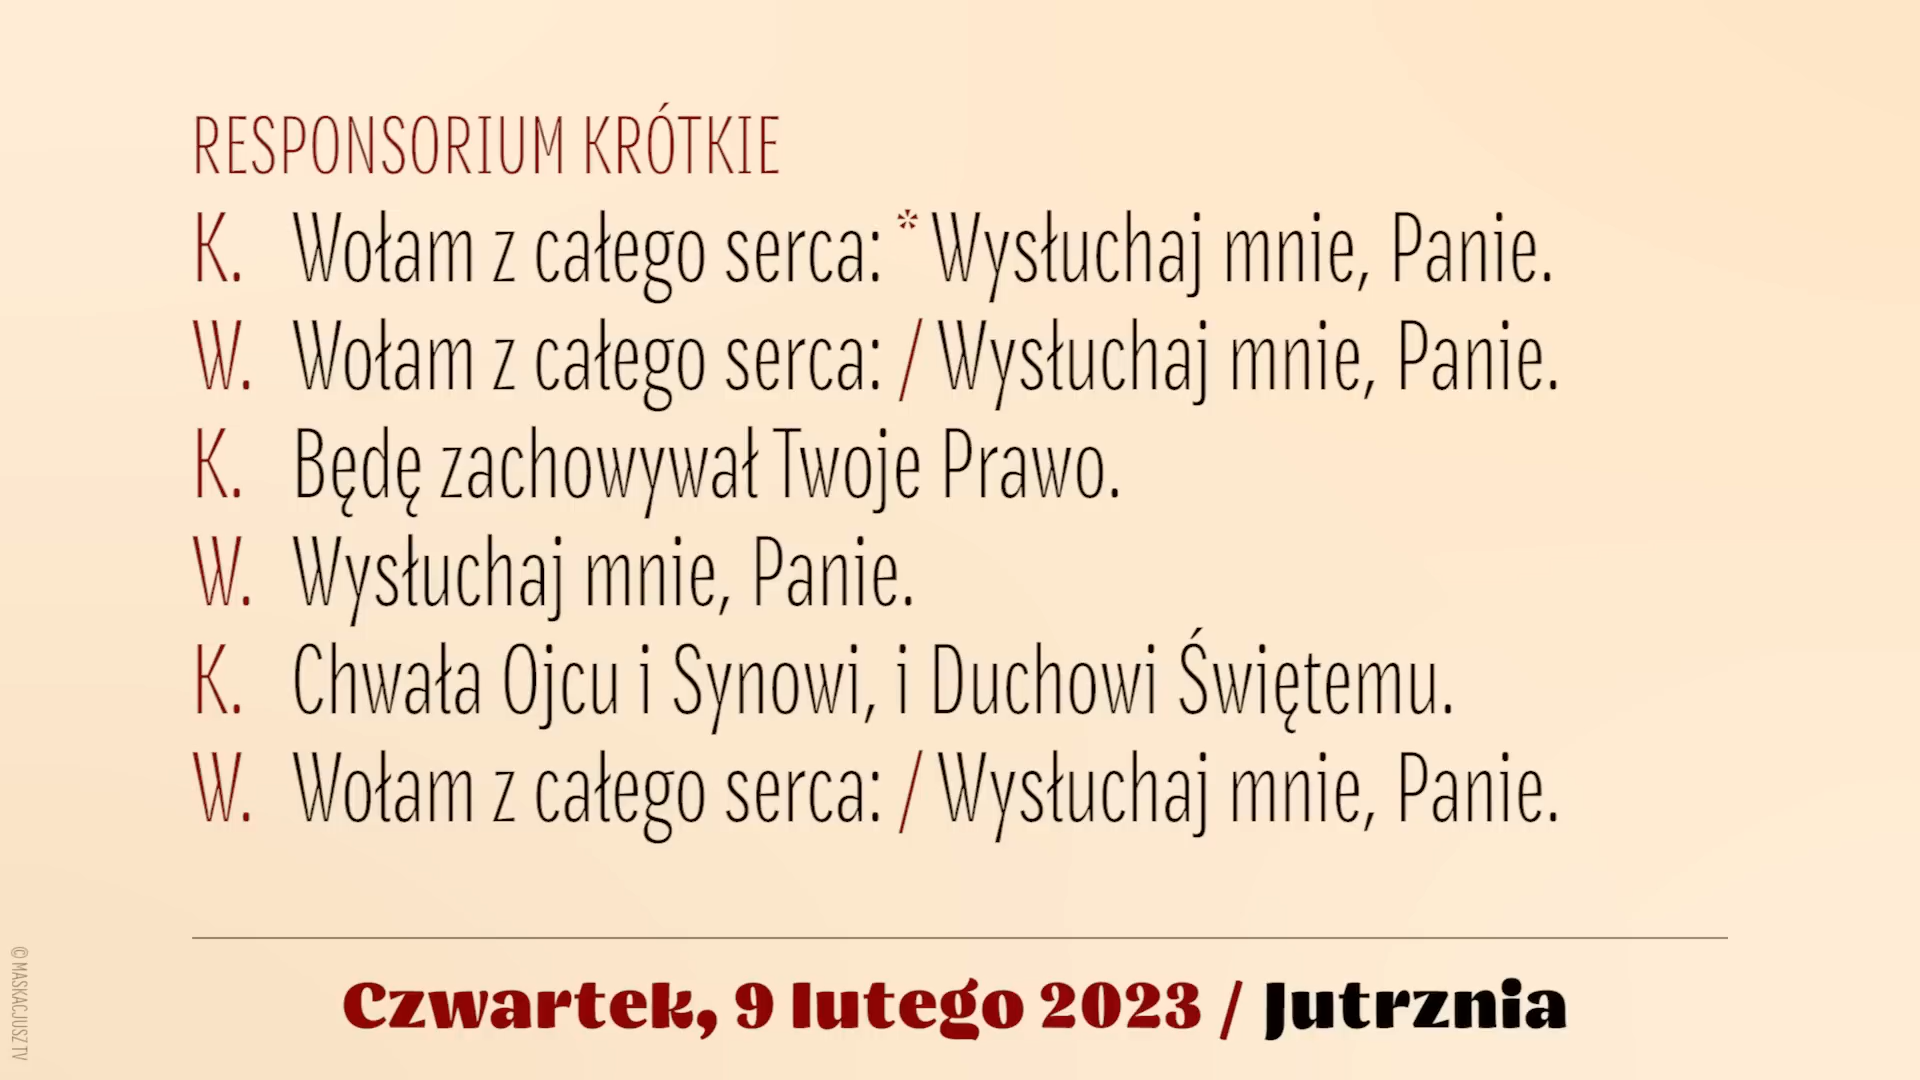 RESPONSORIUM KRÓTKIE
K. Wołam z całego serca: * Wysłuchaj mnie, Panie.
W. Wołam z całego serca: / Wysłuchaj mnie, Panie.
K. Będę zachowywał Twoje Prawo.
W. Wysłuchaj mnie, Panie.
K. Chwała Ojcu i Synowi, i Duchowi Świętemu.
W. Wołam z całego serca: / Wysłuchaj mnie, Panie.
Czwartek, 9 lutego 2023 / Jutrznia
© MASKACJUSZ TV